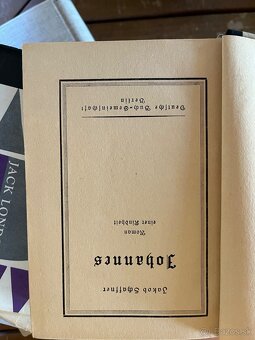 Jakob Schaffner
Johannes
Roman
einer Kindheit
Deutsche Buch-Gemeinschaft
Berlin
JACK LOND